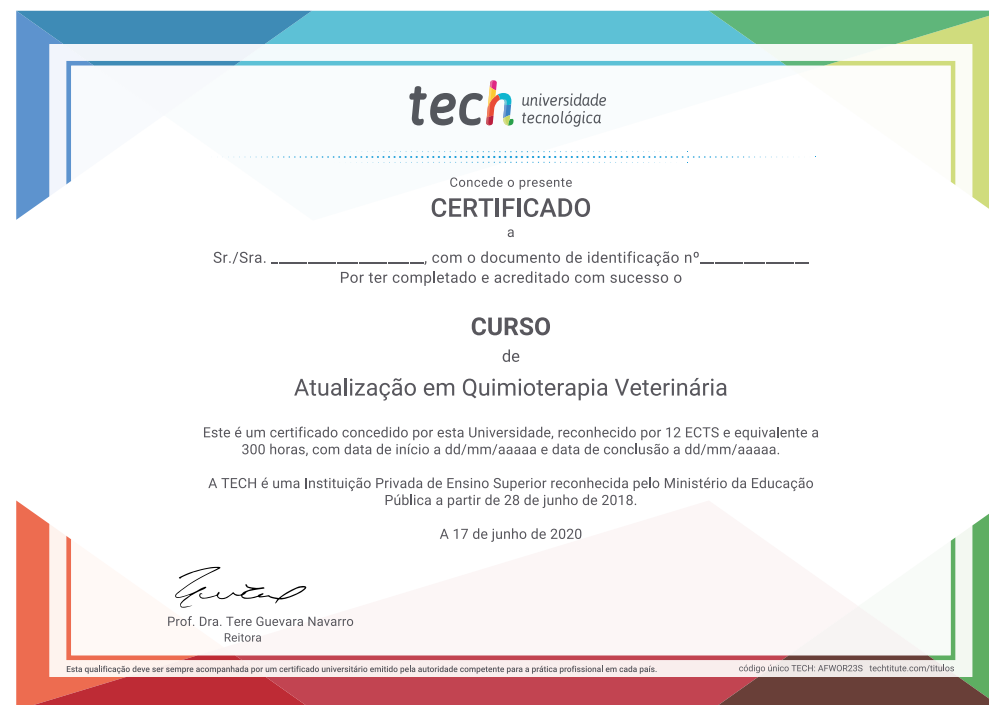 tech universidade
tecnológica
Concede o presente
CERTIFICADO
a
Sr./Sra. ____________________, com o documento de identificação nº______________
Por ter completado e acreditado com sucesso o
CURSO
de
Atualização em Quimioterapia Veterinária
Este é um certificado concedido por esta Universidade, reconhecido por 12 ECTS e equivalente a
300 horas, com data de início a dd/mm/aaaaa e data de conclusão a dd/mm/aaaaa.
A TECH é uma Instituição Privada de Ensino Superior reconhecida pelo Ministério da Educação
Pública a partir de 28 de junho de 2018.
A 17 de junho de 2020
Prof. Dra. Tere Guevara Navarro
Reitora
Esta qualificação deve ser sempre acompanhada por um certificado universitário emitido pela autoridade competente para a prática profissional em cada país.
código único TECH: AFWOR23S techtitute.com/titulos